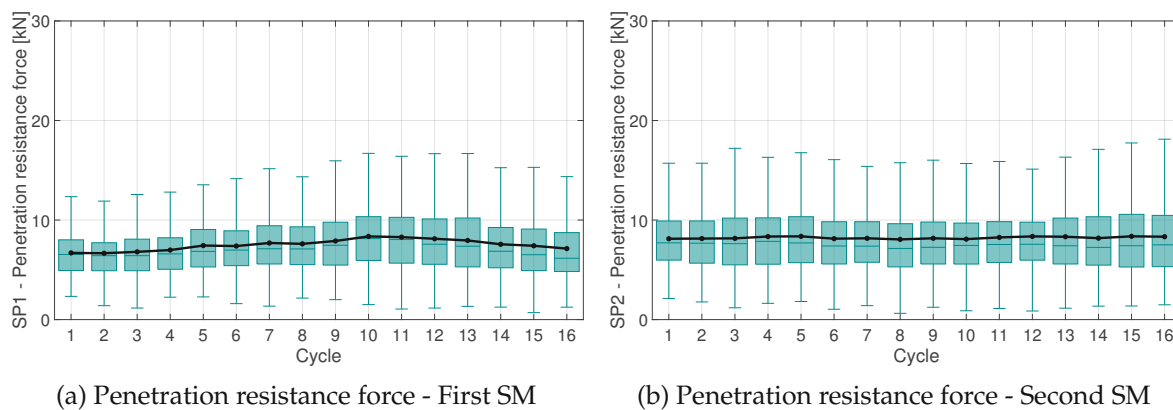 SP1 - Penetration resistance force [kN]
30
20
10
0
1 2 3 4 5 6 7 8 9 10 11 12 13 14 15 16
Cycle
(a) Penetration resistance force - First SM
SP2 - Penetration resistance force [kN]
30
20
10
0
1 2 3 4 5 6 7 8 9 10 11 12 13 14 15 16
Cycle
(b) Penetration resistance force - Second SM